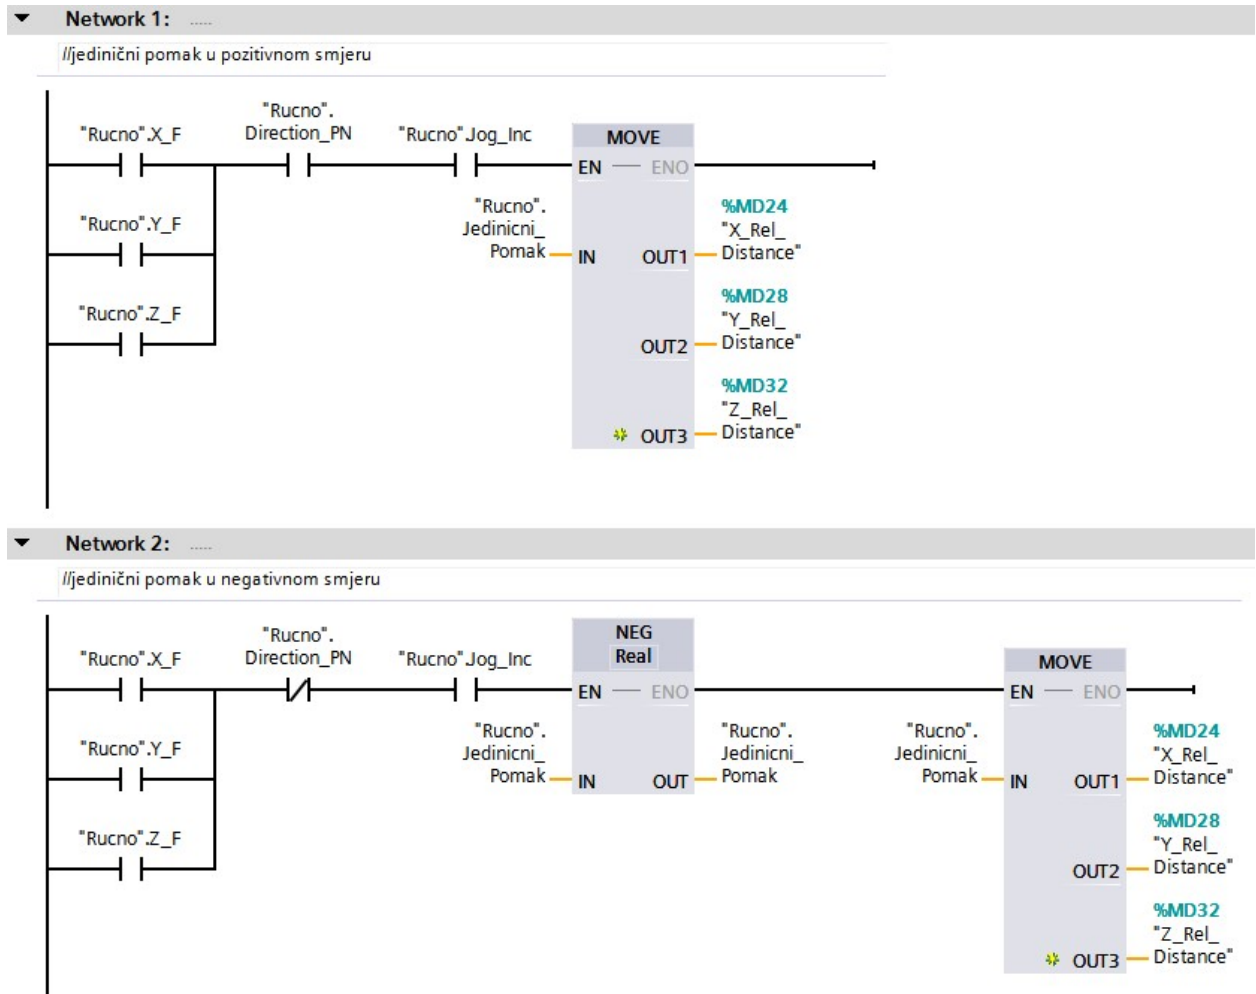 Network 1: .....
//jedinični pomak u pozitivnom smjeru
"Rucno".
"Rucno".X_F
Direction_PN
"Rucno".Jog_Inc
MOVE
EN
ENO
"Rucno".
Jedinicni_
Pomak
IN
OUT1
%MD24
"X_Rel_
Distance"
"Rucno".Y_F
%MD28
"Y_Rel_
OUT2
Distance"
"Rucno".Z_F
%MD32
"Z_Rel_
OUT3
Distance"
Network 2: .....
//jedinični pomak u negativnom smjeru
"Rucno".
"Rucno".X_F
Direction_PN
"Rucno".Jog_Inc
NEG
Real
EN
ENO
MOVE
EN
ENO
"Rucno".
Jedinicni_
Pomak
IN
OUT
"Rucno".
Jedinicni_
Pomak
"Rucno".
Jedinicni_
Pomak
IN
OUT1
%MD24
"X_Rel_
Distance"
"Rucno".Y_F
%MD28
"Y_Rel_
OUT2
Distance"
"Rucno".Z_F
%MD32
"Z_Rel_
OUT3
Distance"